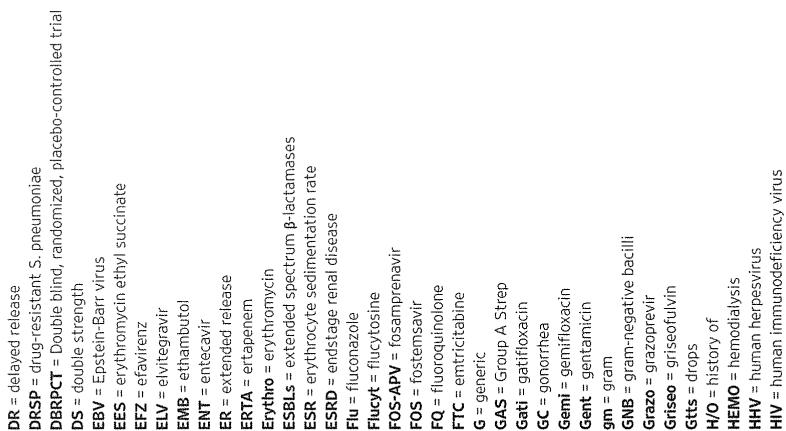 DR = delayed release
DRSP = drug-resistant S. pneumoniae
DBRPCT = Double blind, randomized, placebo-controlled trial
DS = double strength
EBV = Epstein-Barr virus
EES = erythromycin ethyl succinate
EFZ = efavirenz
ELV = elvitegravir
EMB = ethambutol
ENT = entecavir
ER = extended release
ERTA = ertapenem
Erythro = erythromycin
ESBLs = extended spectrum β-lactamases
ESR = erythrocyte sedimentation rate
ESRD = endstage renal disease
Flu = fluconazole
Flucyt = flucytosine
FOS-APV = fosamprenavir
FOS = fostemsavir
FQ = fluoroquinolone
FTC = emtricitabine
G = generic
GAS = Group A Strep
Gati = gatifloxacin
GC = gonorrhea
Gemi = gemifloxacin
Gent = gentamicin
gm = gram
GNB = gram-negative bacilli
Grazo = grazoprevir
Griseo = griseofulvin
Gtts = drops
H/O = history of
HEMO = hemodialysis
HHV = human herpesvirus
HIV = human immunodeficiency virus